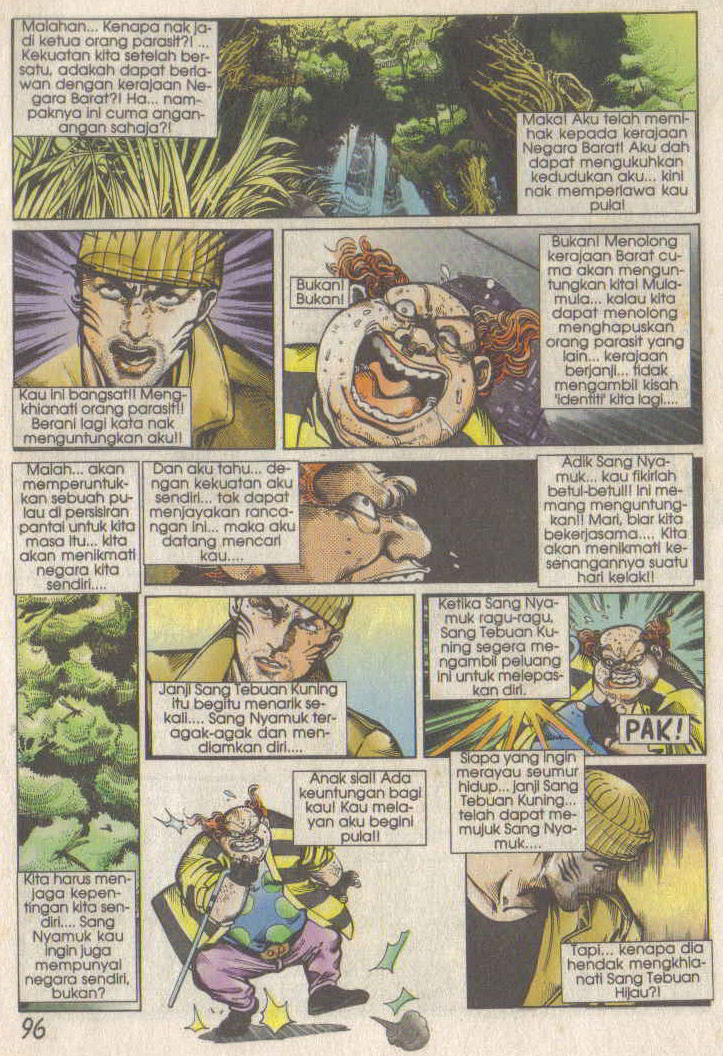 Malahan... Kenapa nak ja-
di ketua orang parasit?! ...
Kekuatan kita setelah ber-
satu, adakah dapat berla-
wan dengan kerajaan Ne-
gara Barat?! Ha... nam-
paknya ini cuma angan-
angan sahaja?!
Maka! Aku telah memi-
hak kepada kerajaan
Negara Barat! Aku dah
dapat mengukuhkan
kedudukan aku... kini
nak memperlawa kau
pula!
Kau ini bangsat!! Meng-
khianati orang parasit!!
Berani lagi kata nak
menguntungkan aku!!
Bukan!
Bukan!
Bukan! Menolong
kerajaan Barat cu-
ma akan mengun-
tungkan kita! Mula-
mula... kalau kita
dapat menolong
menghapuskan
orang parasit yang
lain... kerajaan
berjanji... tidak
mengambil kisah
'identiti' kita lagi....
Malah... akan
memperuntuk-
kan sebuah pu-
lau di persisiran
pantai untuk kita
masa itu... kita
akan menikmati
negara kita
sendiri....
Dan aku tahu... de-
ngan kekuatan aku
sendiri... tak dapat
menjayakan ranca-
ngan ini... maka aku
datang mencari
kau....
Adik Sang Nya-
muk... kau fikirlah
betul-betul!! Ini me-
mang menguntung-
kan!! Mari, biar kita
bekerjasama.... Kita
akan menikmati ke-
senangannya suatu
hari kelak!!
Kita harus men-
jaga kepen-
tingan kita sen-
diri.... Sang
Nyamuk kau
ingin juga
mempunyai
negara sendiri,
bukan?
Janji Sang Tebuan Kuning
itu begitu menarik se-
kali.... Sang Nyamuk ter-
agak-agak dan men-
diamkan diri....
Ketika Sang Nya-
muk ragu-ragu,
Sang Tebuan Ku-
ning segera me-
ngambil peluang
ini untuk melepas-
kan diri.
PAK!
Anak sial! Ada
keuntungan bagi
kau! Kau mela-
yan aku begini
pula!!
Siapa yang ingin
merayau seumur
hidup... janji Sang
Tebuan Kuning...
telah dapat me-
mujuk Sang Nya-
muk....
Tapi... kenapa dia
hendak mengkhia-
nati Sang Tebuan
Hijau?!
96